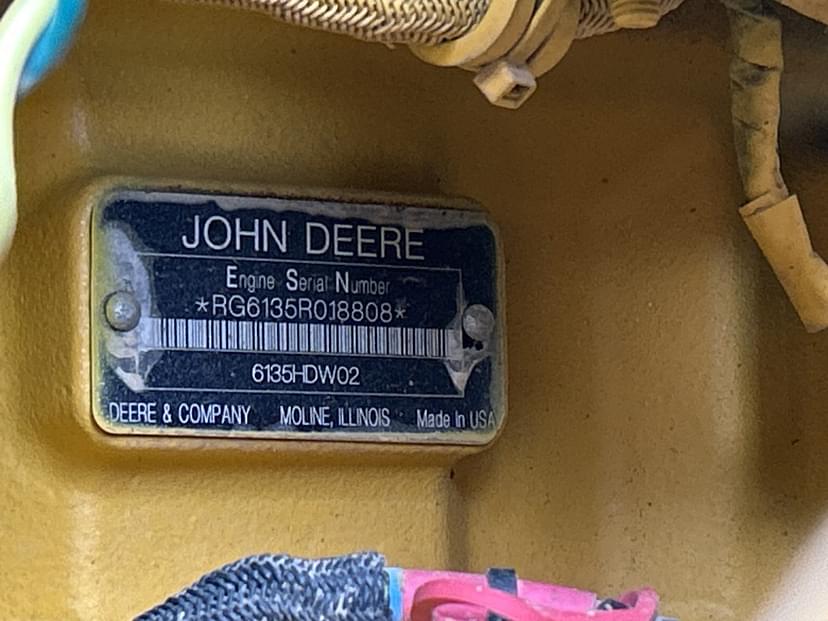 JOHN DEERE
Engine Serial Number
*RG6135R018808*
6135HDW02
DEERE & COMPANY MOLINE, ILLINOIS Made In USA